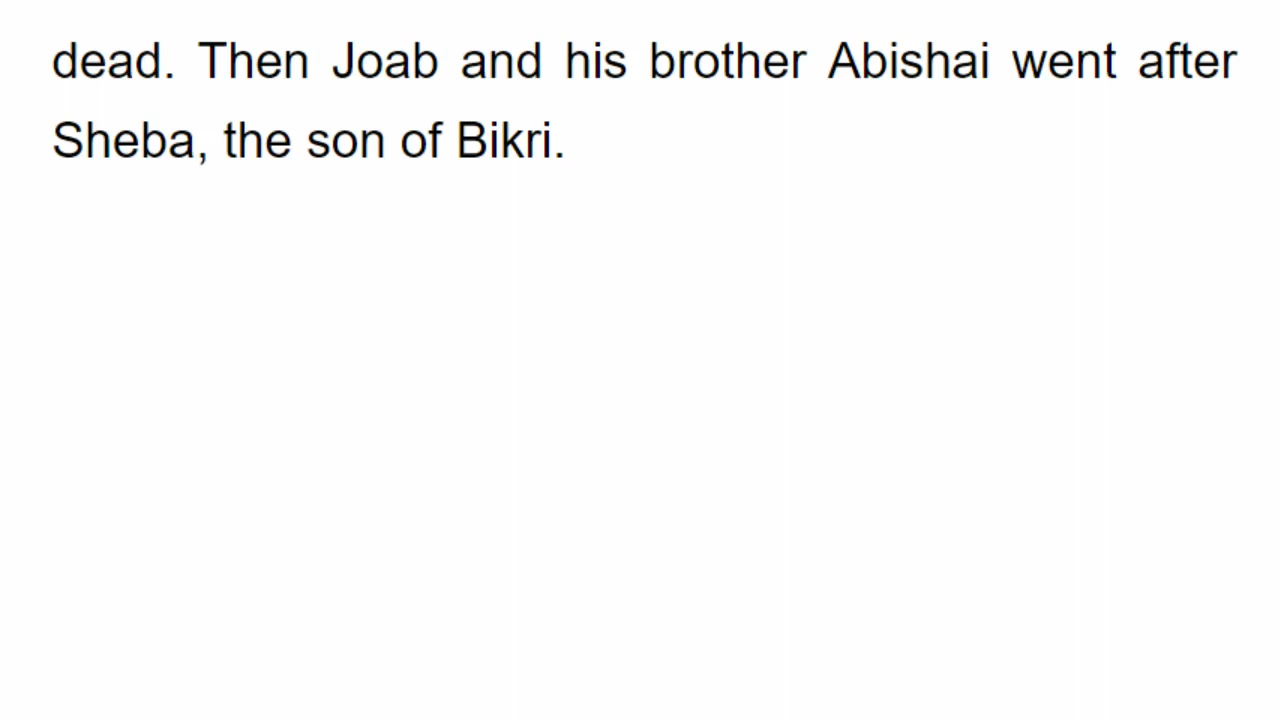 dead. Then Joab and his brother Abishai went after
Sheba, the son of Bikri.